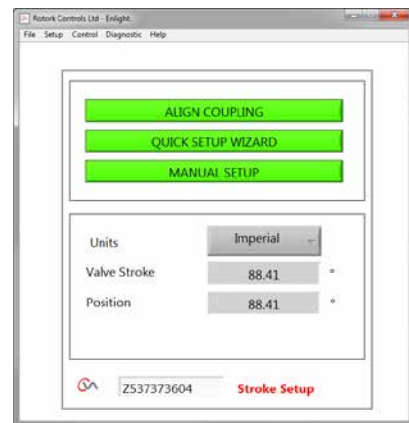 Rotork Controls Ltd - Enlight.
File Setup Control Diagnostic Help
ALIGN COUPLING
QUICK SETUP WIZARD
MANUAL SETUP
Units Imperial
Valve Stroke 88.41 °
Position 88.41 °
Z537373604 Stroke Setup